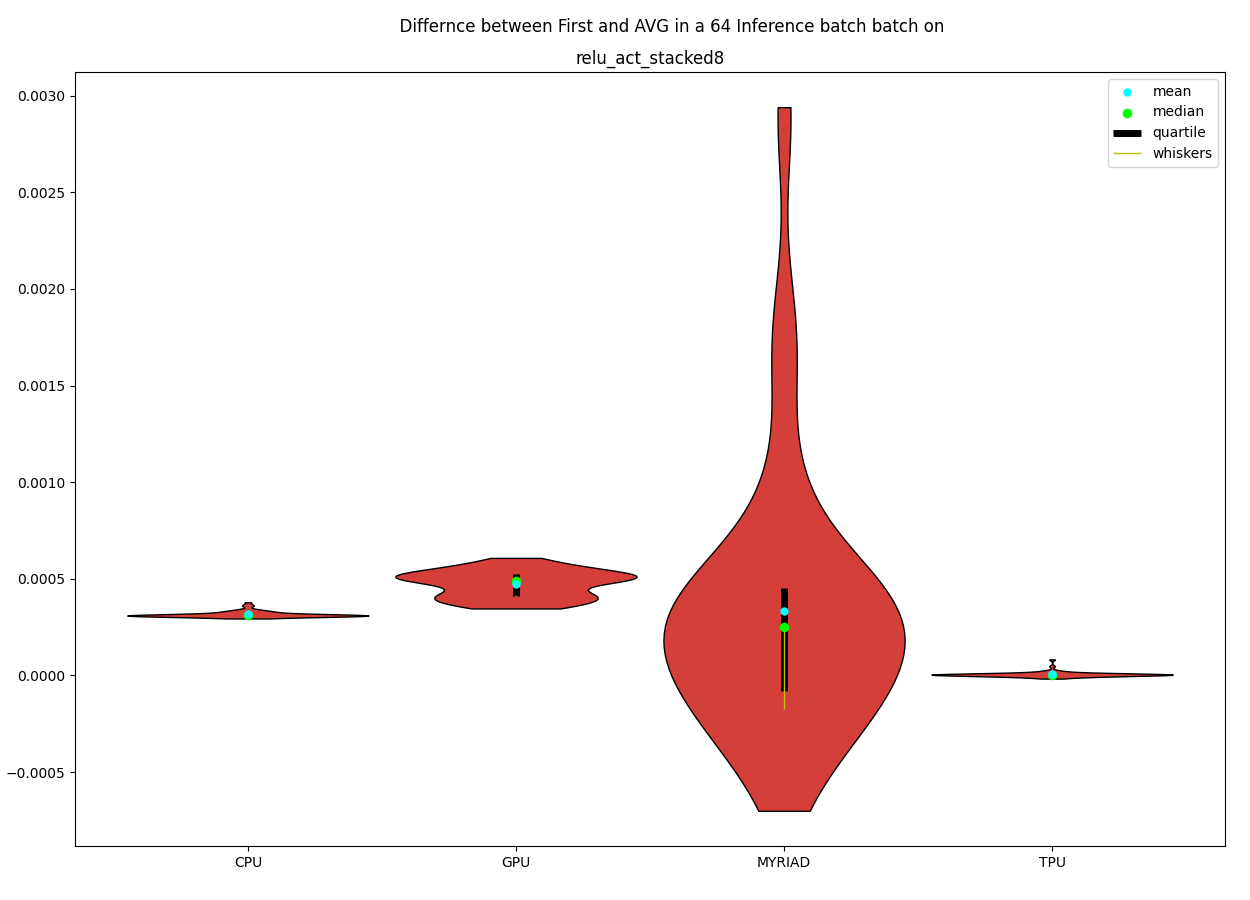 Differnce between First and AVG in a 64 Inference batch batch on
relu_act_stacked8
mean
median
quartile
whiskers
0.0030
0.0025
0.0020
0.0015
0.0010
0.0005
0.0000
−0.0005
CPU GPU MYRIAD TPU